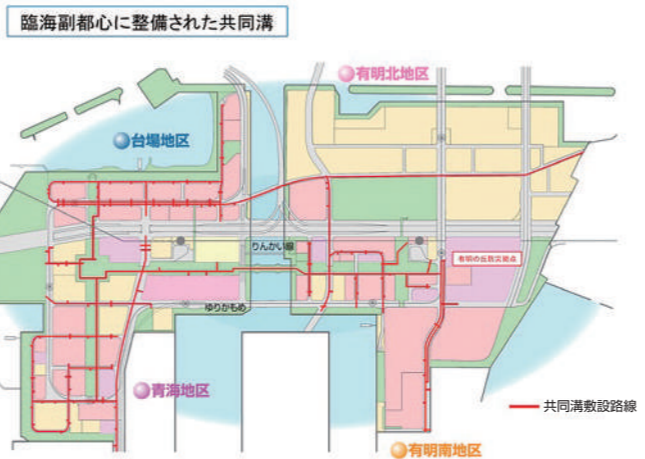 臨海副都心に整備された共同溝
有明北地区
台場地区
りんかい線
ゆりかもめ
青海地区
共同溝敷設路線
有明南地区